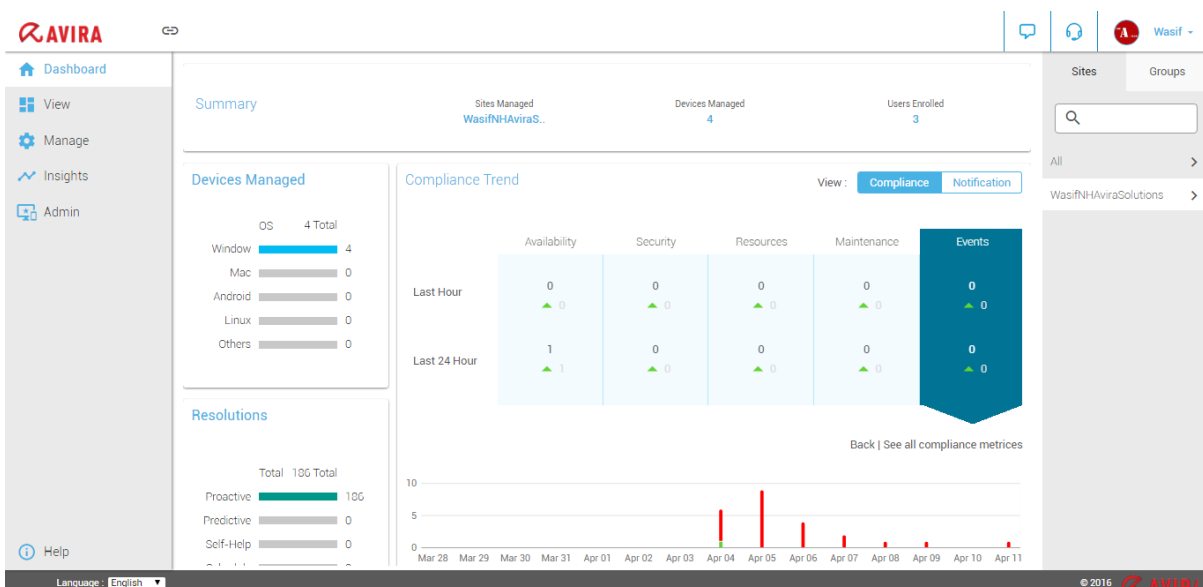 AVIRA
Wasif
Dashboard
View
Manage
Insights
Admin
Help
Summary
Sites Managed
WasifNHAviraS..
Devices Managed
4
Users Enrolled
3
Devices Managed
OS 4 Total
Window 4
Mac 0
Android 0
Linux 0
Others 0
Resolutions
Total 186 Total
Proactive 186
Predictive 0
Self-Help 0
Compliance Trend
View : Compliance Notification
Availability Security Resources Maintenance Events
Last Hour 0 0 0 0 0
0 0 0 0 0
Last 24 Hour 1 0 0 0 0
1 0 0 0 0
Back | See all compliance metrices
10
5
0
Mar 28 Mar 29 Mar 30 Mar 31 Apr 01 Apr 02 Apr 03 Apr 04 Apr 05 Apr 06 Apr 07 Apr 08 Apr 09 Apr 10 Apr 11
Sites Groups
All
WasifNHAviraSolutions
Language : English
© 2016 AVIRA